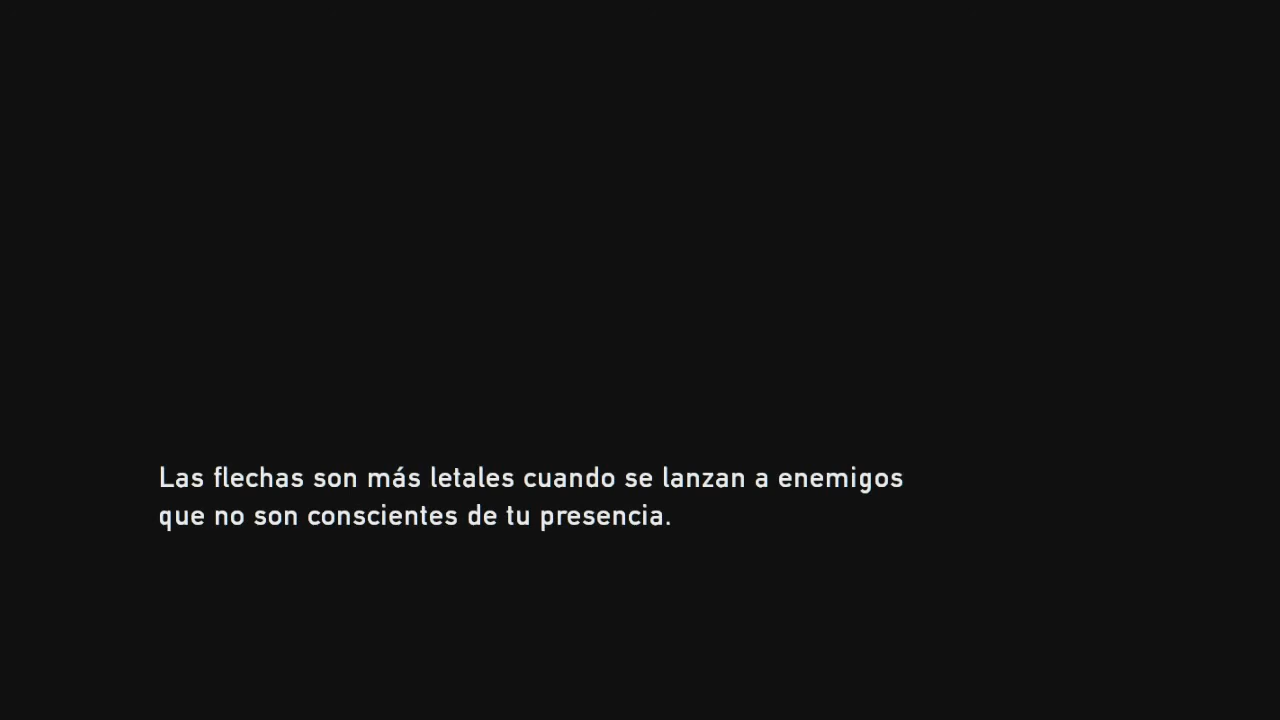 Las flechas son más letales cuando se lanzan a enemigos
que no son conscientes de tu presencia.